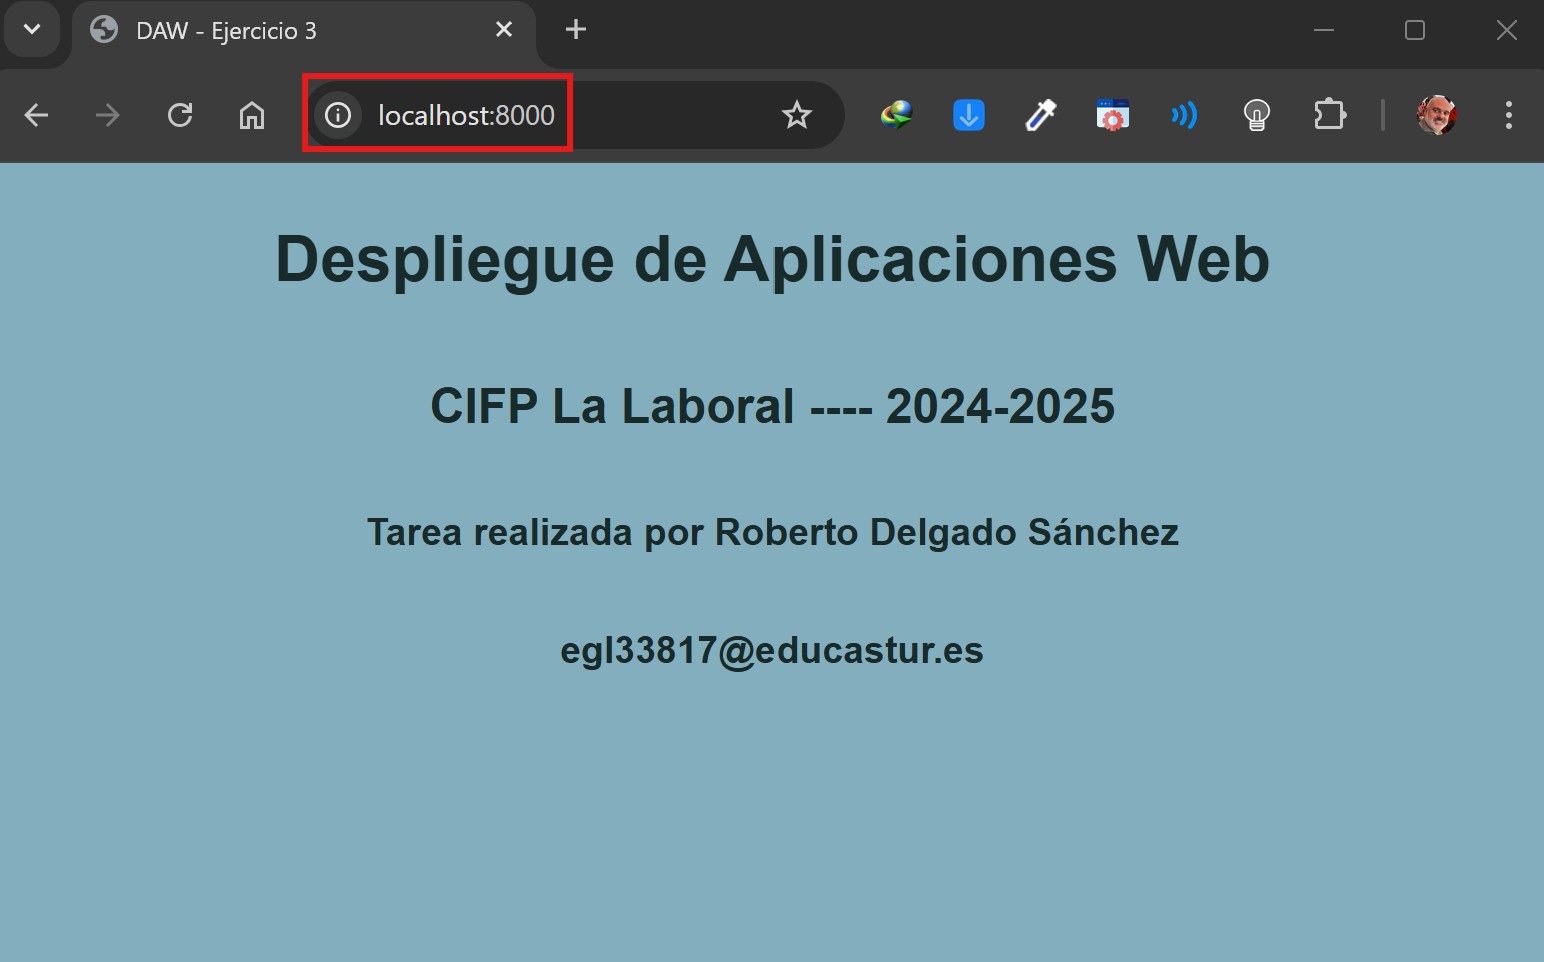 DAW - Ejercicio 3
localhost:8000
Despliegue de Aplicaciones Web
CIFP La Laboral ---- 2024-2025
Tarea realizada por Roberto Delgado Sánchez
egl33817@educastur.es